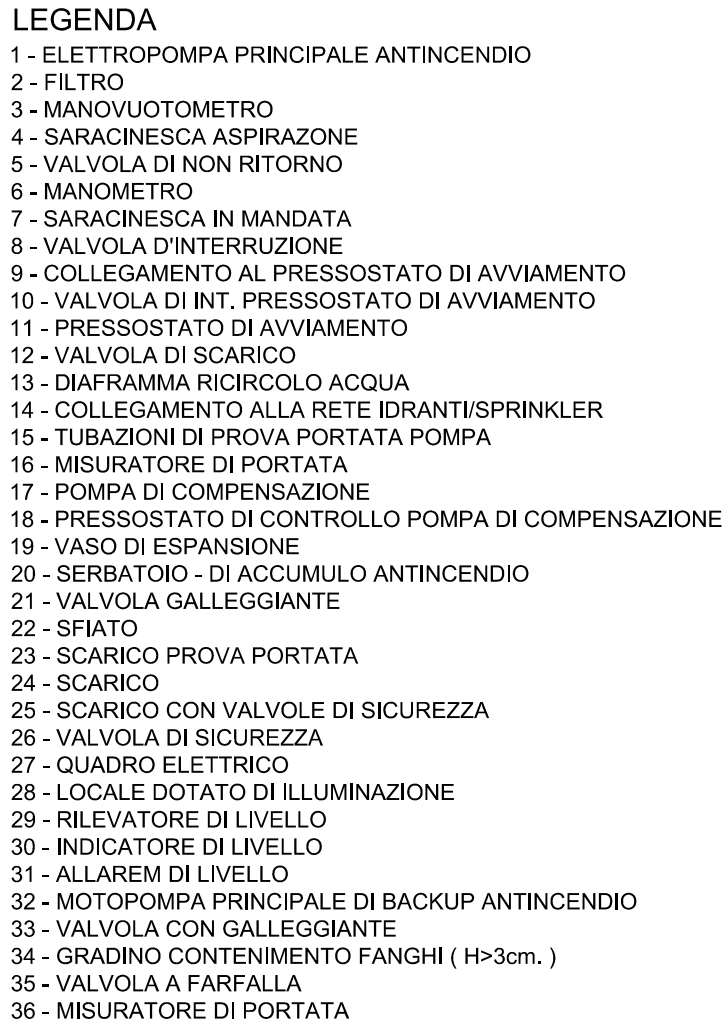 LEGENDA
1 - ELETTROPOMPA PRINCIPALE ANTINCENDIO
2 - FILTRO
3 - MANOVUOTOMETRO
4 - SARACINESCA ASPIRAZONE
5 - VALVOLA DI NON RITORNO
6 - MANOMETRO
7 - SARACINESCA IN MANDATA
8 - VALVOLA D'INTERRUZIONE
9 - COLLEGAMENTO AL PRESSOSTATO DI AVVIAMENTO
10 - VALVOLA DI INT. PRESSOSTATO DI AVVIAMENTO
11 - PRESSOSTATO DI AVVIAMENTO
12 - VALVOLA DI SCARICO
13 - DIAFRAMMA RICIRCOLO ACQUA
14 - COLLEGAMENTO ALLA RETE IDRANTI/SPRINKLER
15 - TUBAZIONI DI PROVA PORTATA POMPA
16 - MISURATORE DI PORTATA
17 - POMPA DI COMPENSAZIONE
18 - PRESSOSTATO DI CONTROLLO POMPA DI COMPENSAZIONE
19 - VASO DI ESPANSIONE
20 - SERBATOIO - DI ACCUMULO ANTINCENDIO
21 - VALVOLA GALLEGGIANTE
22 - SFIATO
23 - SCARICO PROVA PORTATA
24 - SCARICO
25 - SCARICO CON VALVOLE DI SICUREZZA
26 - VALVOLA DI SICUREZZA
27 - QUADRO ELETTRICO
28 - LOCALE DOTATO DI ILLUMINAZIONE
29 - RILEVATORE DI LIVELLO
30 - INDICATORE DI LIVELLO
31 - ALLAREM DI LIVELLO
32 - MOTOPOMPA PRINCIPALE DI BACKUP ANTINCENDIO
33 - VALVOLA CON GALLEGGIANTE
34 - GRADINO CONTENIMENTO FANGHI ( H>3cm. )
35 - VALVOLA A FARFALLA
36 - MISURATORE DI PORTATA